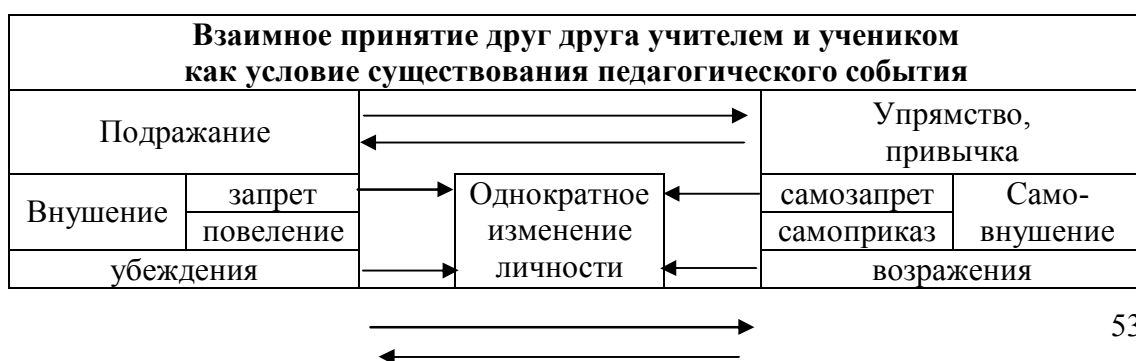 Взаимное принятие друг друга учителем и учеником
как условие существования педагогического события
Подражание
Упрямство,
привычка
Внушение
запрет
повеление
убеждения
Однократное
изменение
личности
самозапрет
самоприказ
Само-
внушение
возражения
53